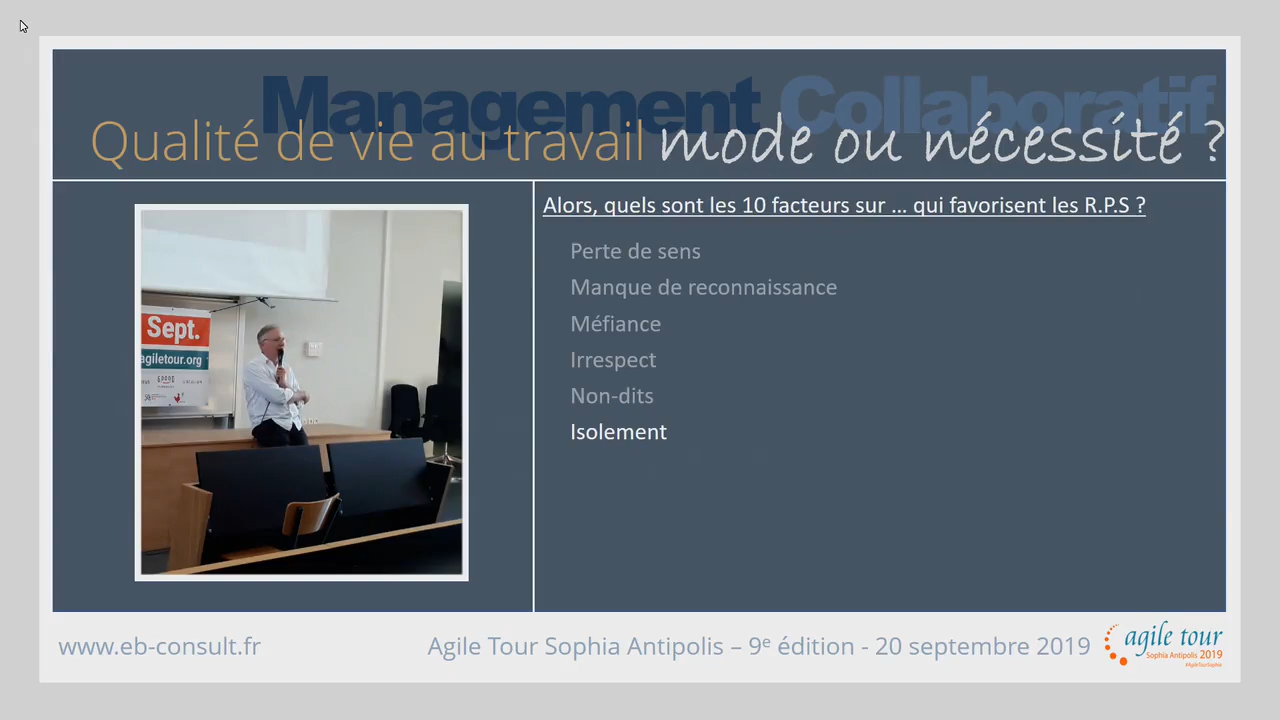 Management Collaboratif
Qualité de vie au travail mode ou nécessité ?
Alors, quels sont les 10 facteurs sur ... qui favorisent les R.P.S ?
Perte de sens
Manque de reconnaissance
Méfiance
Irrespect
Non-dits
Isolement
Sept.
agiletour.org
www.eb-consult.fr
Agile Tour Sophia Antipolis – 9e édition - 20 septembre 2019
agile tour
Sophia Antipolis 2019
#AgileTourSophia